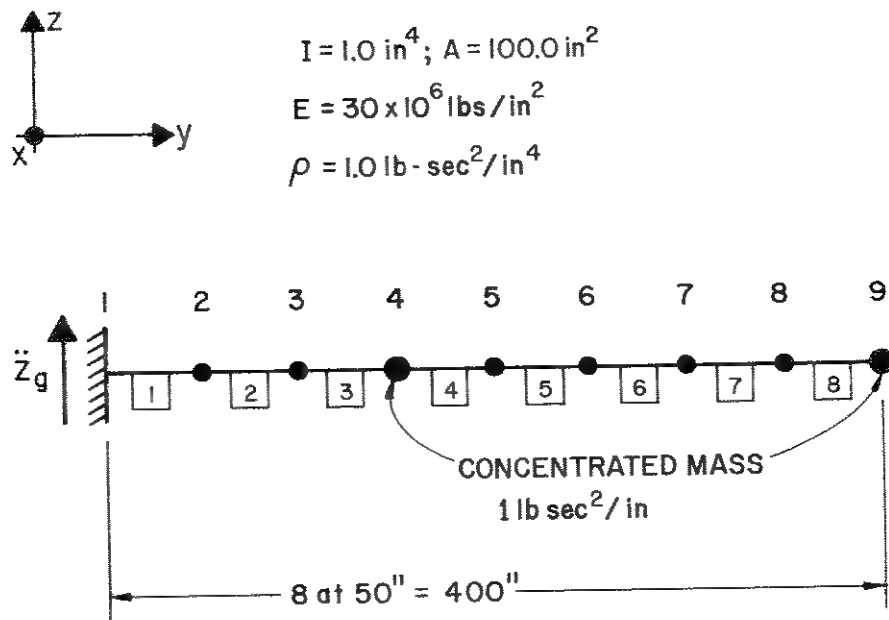 z
x
y
I = 1.0 in⁴; A = 100.0 in²
E = 30 x 10⁶ lbs/in²
ρ = 1.0 lb - sec²/in⁴
1 2 3 4 5 6 7 8 9
z̈g
1 2 3 4 5 6 7 8
CONCENTRATED MASS
1 lb sec²/in
8 at 50" = 400"